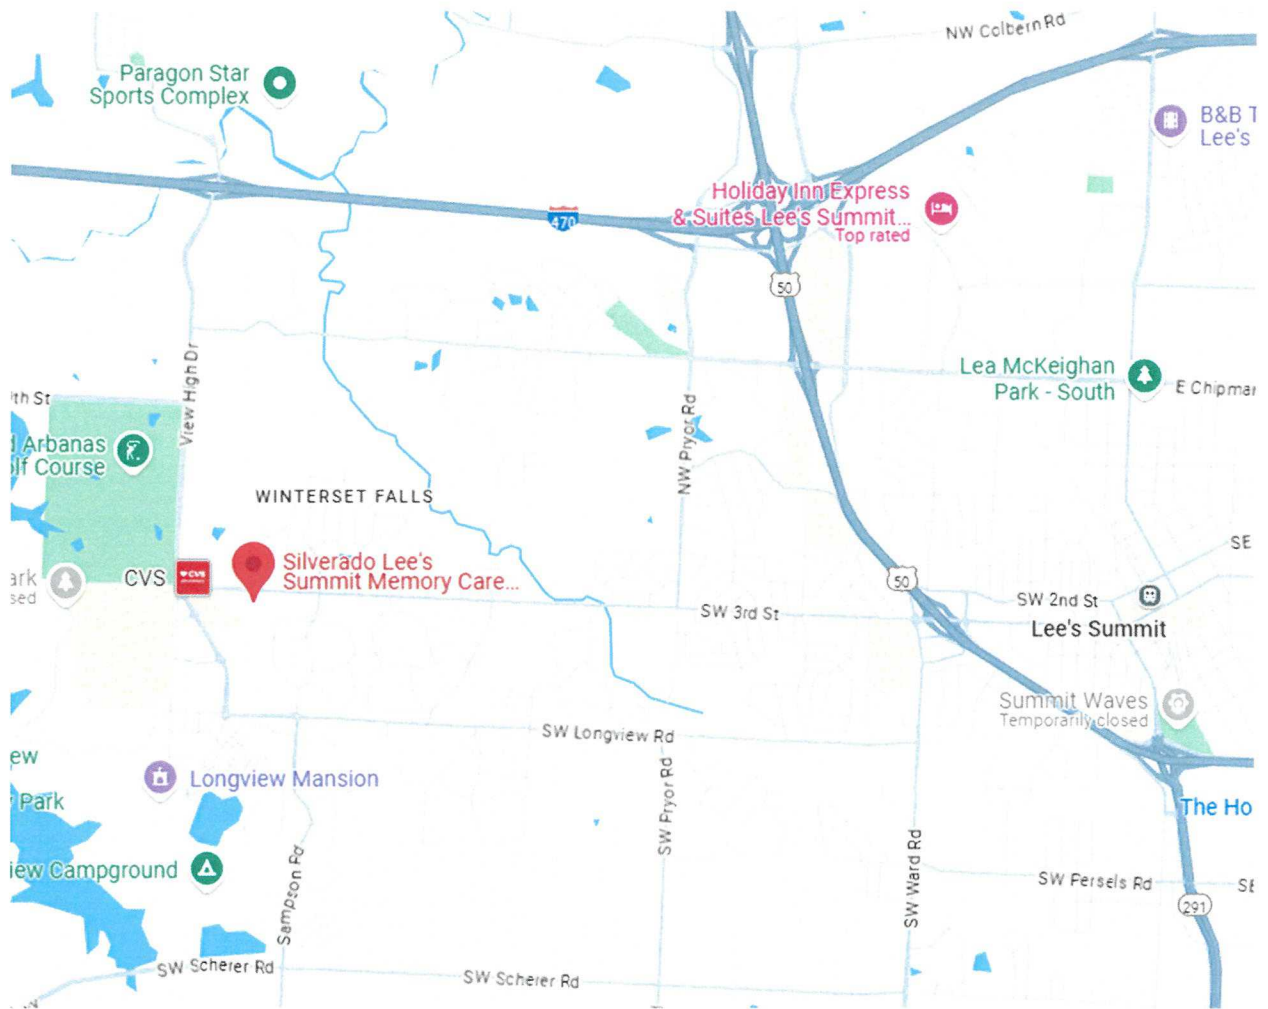 NW Colbern Rd
Paragon Star
Sports Complex
B&B T
Lee's
Holiday Inn Express
& Suites Lee's Summit...
Top rated
470
50
View High Dr
Lea McKeighan
Park - South
E Chipman
th St
d Arbanas
olf Course
NW Pryor Rd
WINTERSET FALLS
SE
ark
sed
CVS
CVS
Silverado Lee's
Summit Memory Care...
50
SW 2nd St
SW 3rd St
Lee's Summit
Summit Waves
Temporarily closed
SW Longview Rd
ew
Longview Mansion
Park
SW Pryor Rd
The Ho
iew Campground
SW Ward Rd
Sampson Rd
SW Persels Rd
SE
291
SW Scherer Rd
SW Scherer Rd